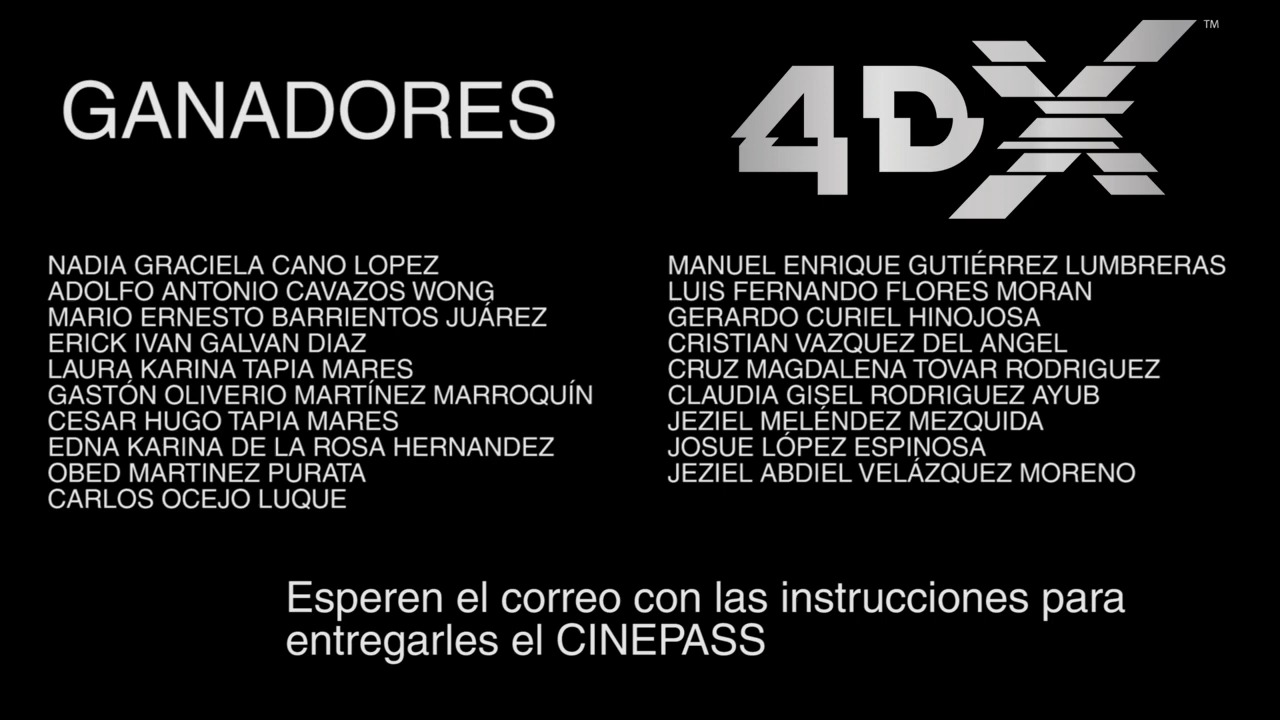 GANADORES
4DX™
NADIA GRACIELA CANO LOPEZ
ADOLFO ANTONIO CAVAZOS WONG
MARIO ERNESTO BARRIENTOS JUÁREZ
ERICK IVAN GALVAN DIAZ
LAURA KARINA TAPIA MARES
GASTÓN OLIVERIO MARTÍNEZ MARROQUÍN
CESAR HUGO TAPIA MARES
EDNA KARINA DE LA ROSA HERNANDEZ
OBED MARTINEZ PURATA
CARLOS OCEJO LUQUE
MANUEL ENRIQUE GUTIÉRREZ LUMBRERAS
LUIS FERNANDO FLORES MORAN
GERARDO CURIEL HINOJOSA
CRISTIAN VAZQUEZ DEL ANGEL
CRUZ MAGDALENA TOVAR RODRIGUEZ
CLAUDIA GISEL RODRIGUEZ AYUB
JEZIEL MELÉNDEZ MEZQUIDA
JOSUE LÓPEZ ESPINOSA
JEZIEL ABDIEL VELÁZQUEZ MORENO
Esperen el correo con las instrucciones para
entregarles el CINEPASS